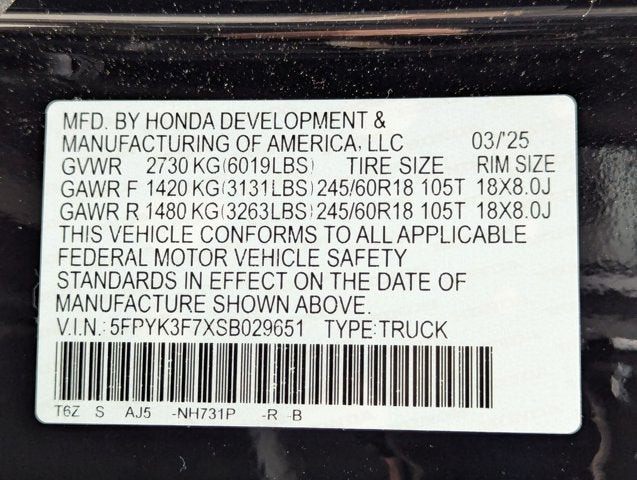 MFD. BY HONDA DEVELOPMENT &
MANUFACTURING OF AMERICA, LLC 03/'25
GVWR 2730 KG(6019LBS) TIRE SIZE RIM SIZE
GAWR F 1420 KG(3131LBS) 245/60R18 105T 18X8.0J
GAWR R 1480 KG(3263LBS) 245/60R18 105T 18X8.0J
THIS VEHICLE CONFORMS TO ALL APPLICABLE
FEDERAL MOTOR VEHICLE SAFETY
STANDARDS IN EFFECT ON THE DATE OF
MANUFACTURE SHOWN ABOVE.
V.I.N.: 5FPYK3F7XSB029651 TYPE:TRUCK
T6Z S AJ5 -NH731P -R -B